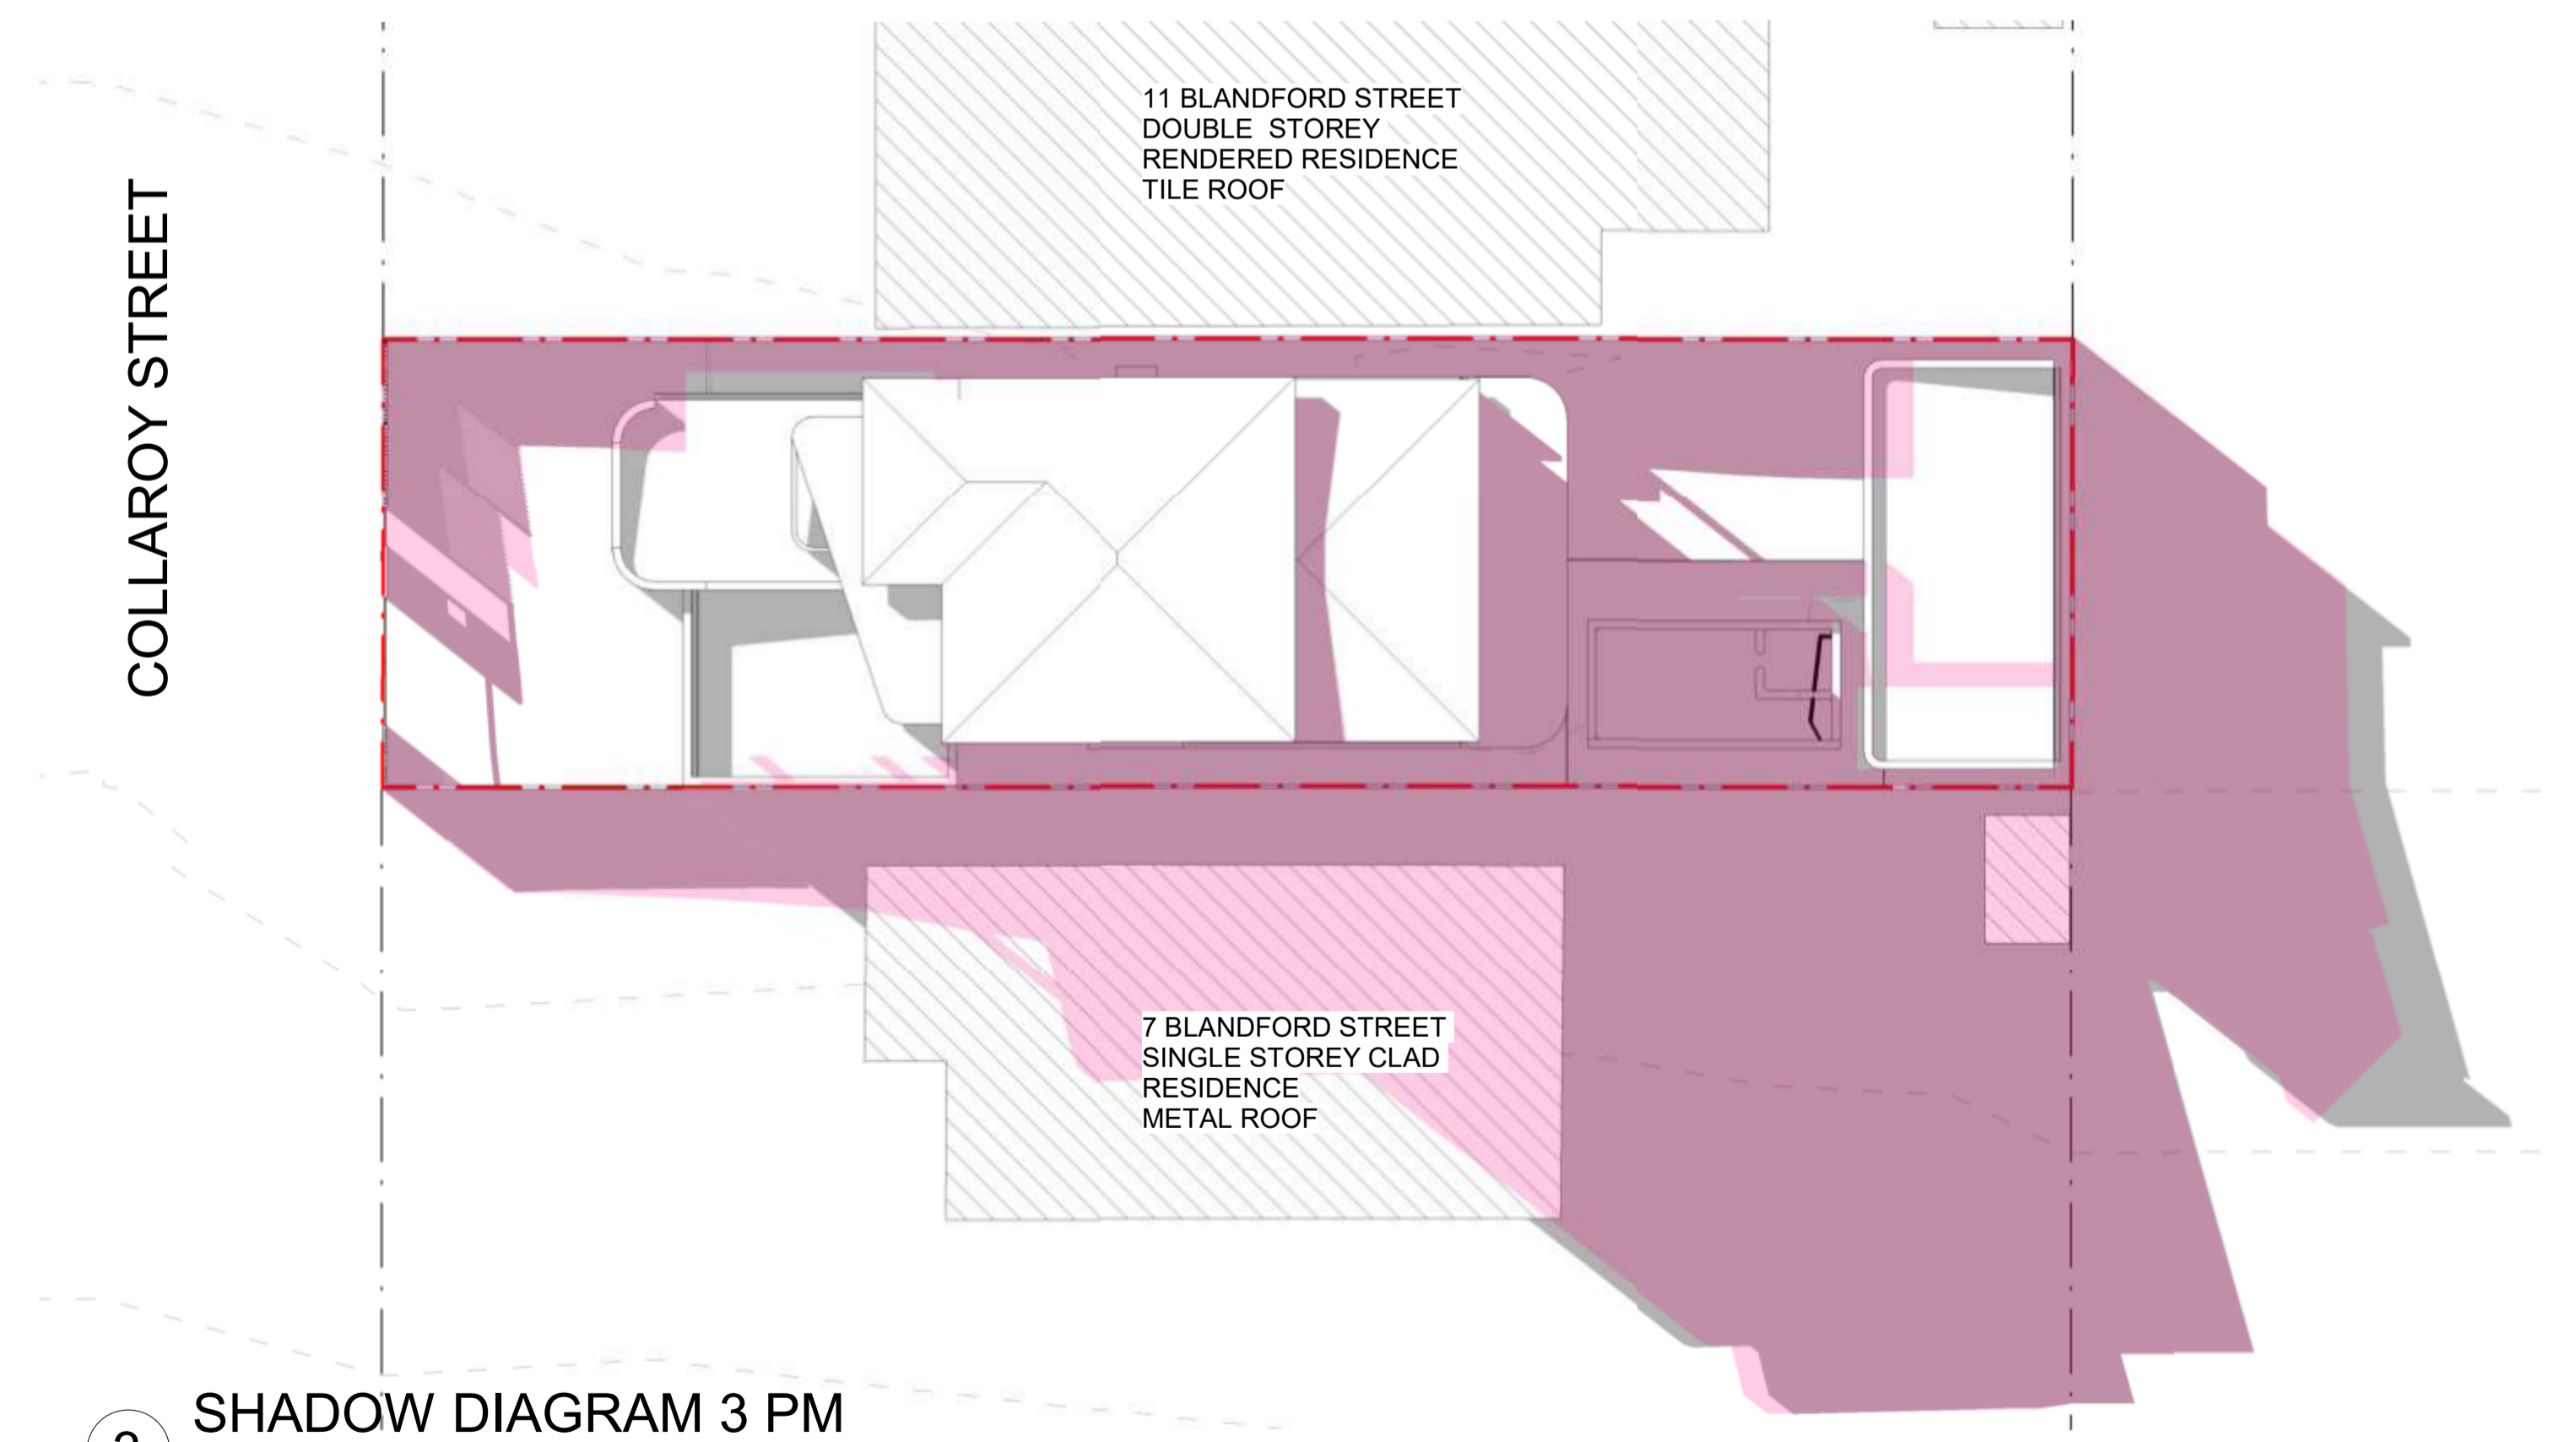 11 BLANDFORD STREET
DOUBLE STOREY
RENDERED RESIDENCE
TILE ROOF
COLLAROY STREET
7 BLANDFORD STREET
SINGLE STOREY CLAD
RESIDENCE
METAL ROOF
SHADOW DIAGRAM 3 PM